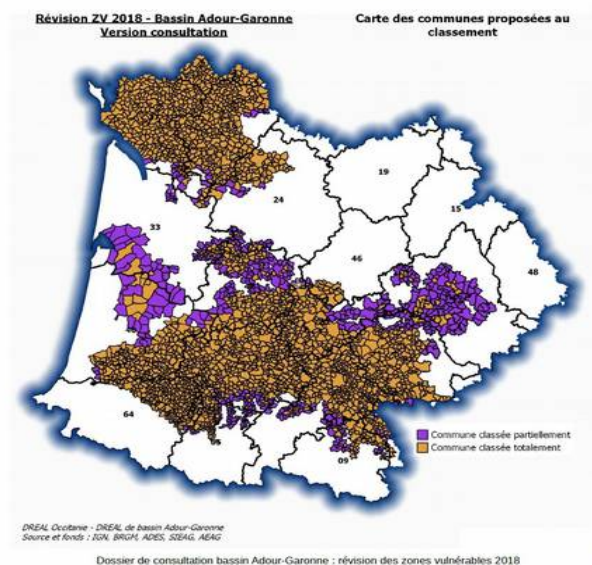 Révision ZV 2018 - Bassin Adour-Garonne
Version consultation
Carte des communes proposées au
classement
19
24
15
33
46
48
64
65
09
Commune classée partiellement
Commune classée totalement
DREAL Occitanie - DREAL de bassin Adour-Garonne
Source et fonds : IGN, BRGM, ADES, SIEAG, AEAG
Dossier de consultation bassin Adour-Garonne : révision des zones vulnérables 2018